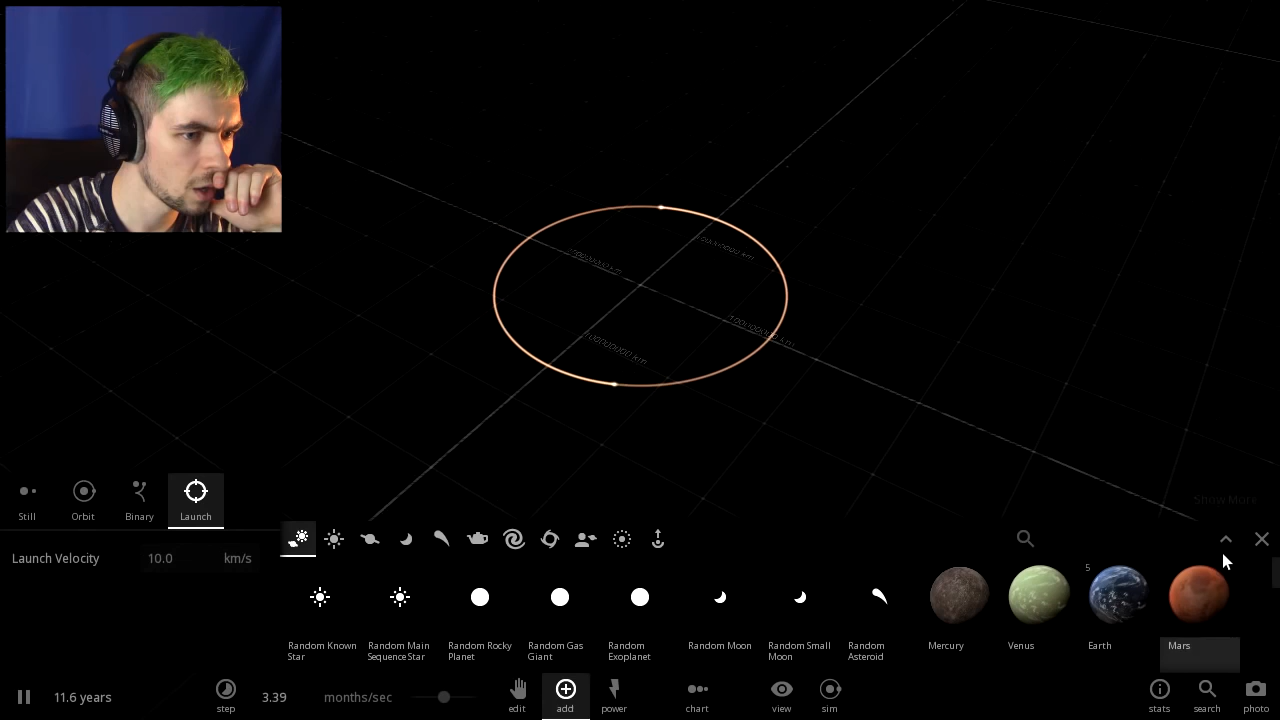 Show More
Still
Orbit
Binary
Launch
Launch Velocity 10.0 km/s
5
Random Known Star
Random Main Sequence Star
Random Rocky Planet
Random Gas Giant
Random Exoplanet
Random Moon
Random Small Moon
Random Asteroid
Mercury
Venus
Earth
Mars
11.6 years
step
3.39 months/sec
edit
add
power
chart
view
sim
stats
search
photo